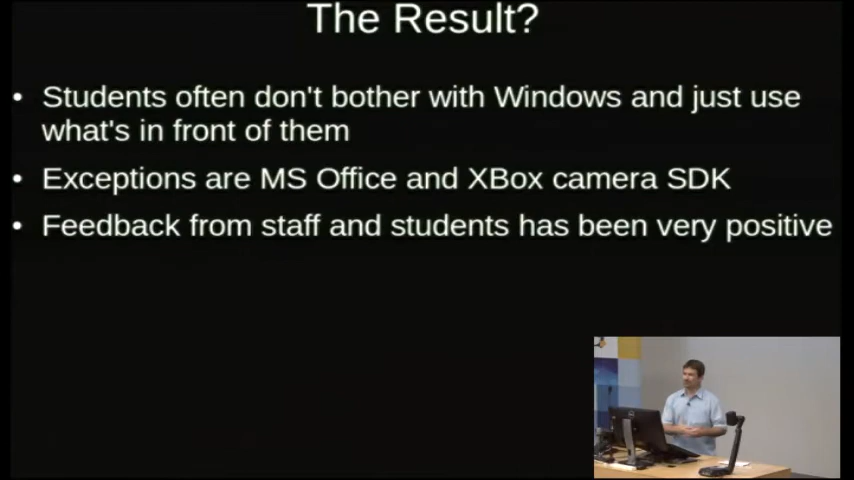 The Result?
• Students often don't bother with Windows and just use
what's in front of them
• Exceptions are MS Office and XBox camera SDK
• Feedback from staff and students has been very positive